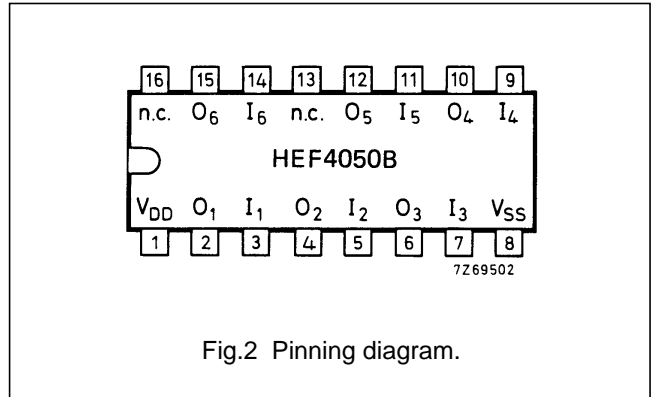 16 15 14 13 12 11 10 9
n.c. O6 I6 n.c. O5 I5 O4 I4
HEF4050B
VDD O1 I1 O2 I2 O3 I3 VSS
1 2 3 4 5 6 7 8
7Z69502
Fig.2 Pinning diagram.